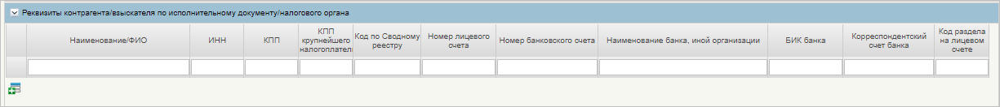 Реквизиты контрагента/взыскателя по исполнительному документу/налогового органа
Наименование/ФИО
ИНН
КПП
КПП
крупнейшего
налогоплател
Код по Сводному
реестру
Номер лицевого
счета
Номер банковского счета
Наименование банка, иной организации
БИК банка
Корреспондентский
счет банка
Код раздела
на лицевом
счете